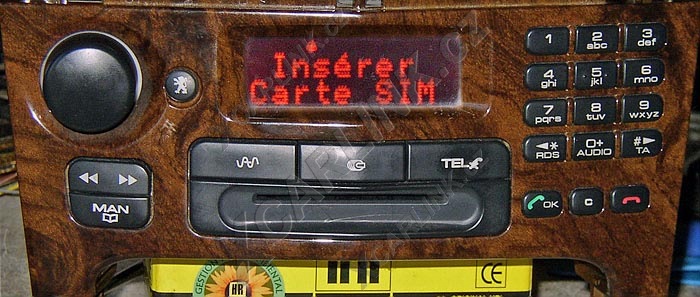 Insérer
Carte SIM
1
2 abc
3 def
4 ghi
5 jkl
6 mno
7 pqrs
8 tuv
9 wxyz
◄* RDS
0+ AUDIO
#► TA
TEL
MAN
OK
C
HR
CE